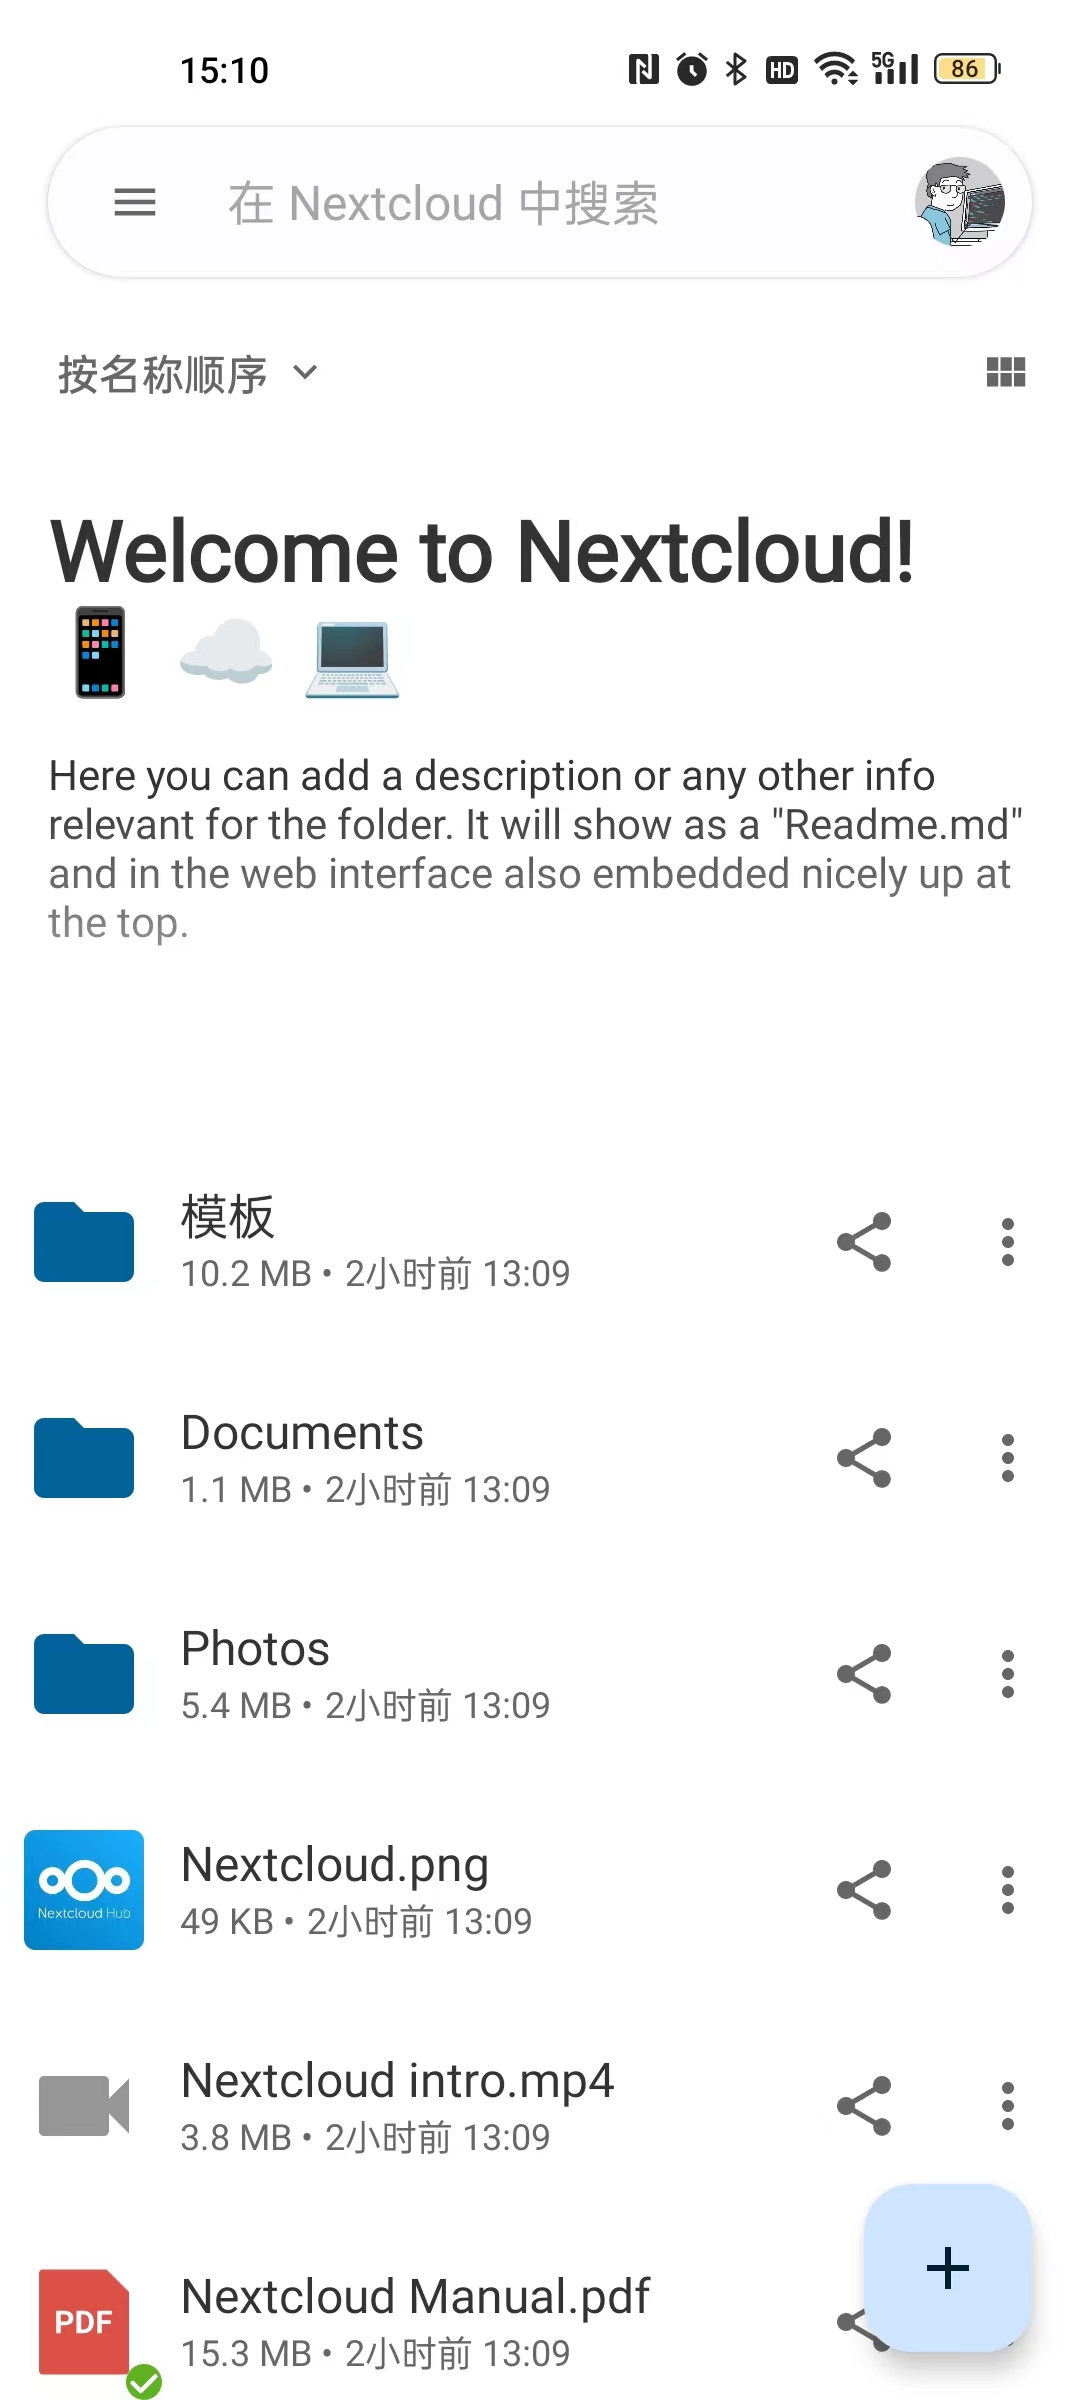 15:10
HD 5G 86
在 Nextcloud 中搜索
按名称顺序
Welcome to Nextcloud!
Here you can add a description or any other info
relevant for the folder. It will show as a "Readme.md"
and in the web interface also embedded nicely up at
the top.
模板
10.2 MB • 2小时前 13:09
Documents
1.1 MB • 2小时前 13:09
Photos
5.4 MB • 2小时前 13:09
Nextcloud Hub
Nextcloud.png
49 KB • 2小时前 13:09
Nextcloud intro.mp4
3.8 MB • 2小时前 13:09
PDF
Nextcloud Manual.pdf
15.3 MB • 2小时前 13:09